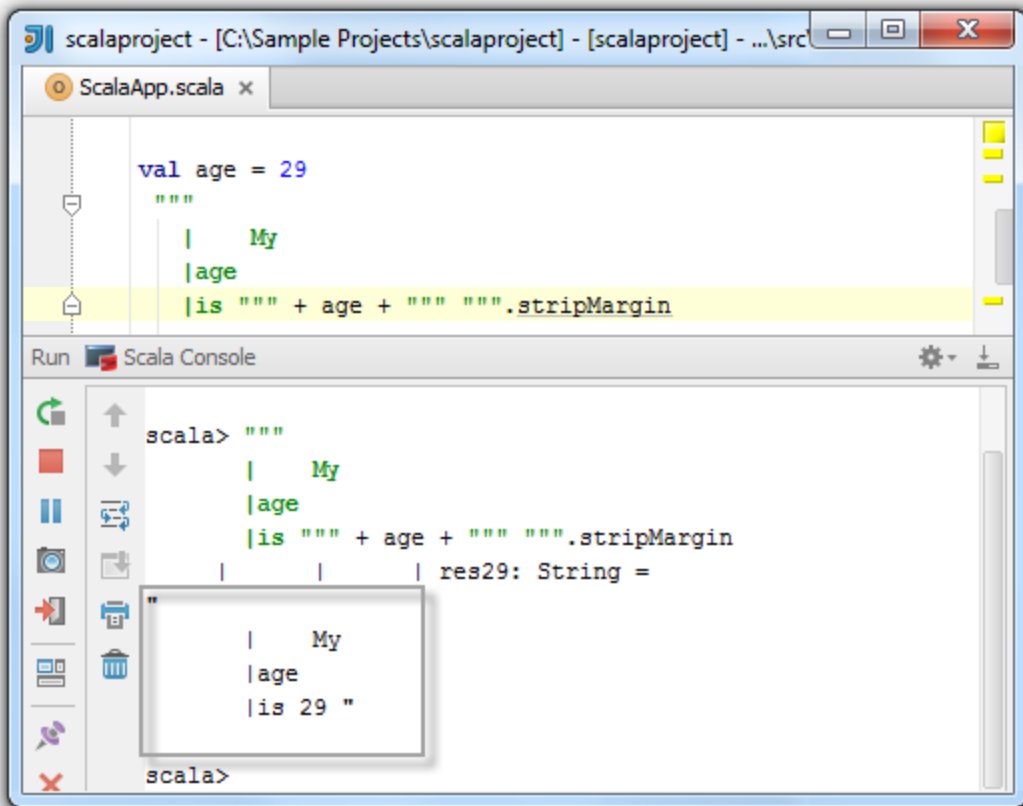 scalaproject - [C:\Sample Projects\scalaproject] - [scalaproject] - ...\src\
ScalaApp.scala
val age = 29
"""
|    My
|age
|is """ + age + """ """.stripMargin
Run Scala Console
scala> """
|    My
|age
|is """ + age + """ """.stripMargin
|      |      | res29: String =
"
|    My
|age
|is 29 "
scala>